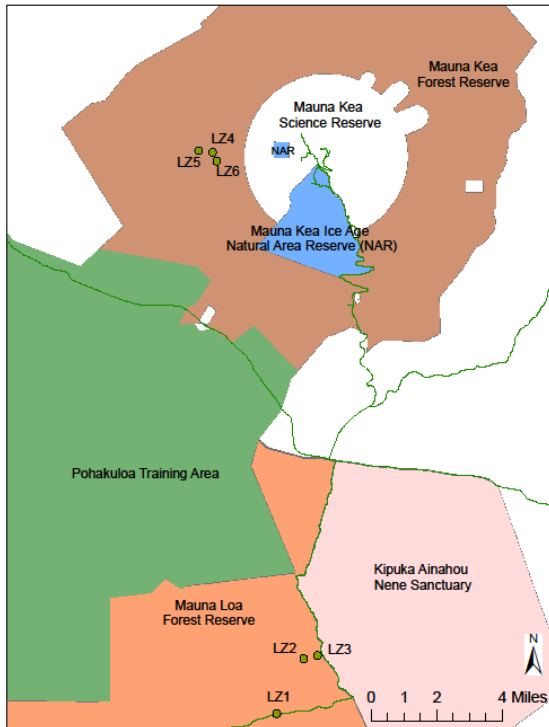 Mauna Kea
Forest Reserve
Mauna Kea
Science Reserve
LZ4
NAR
LZ5
LZ6
Mauna Kea Ice Age
Natural Area Reserve (NAR)
Pohakuloa Training Area
Kipuka Ainahou
Nene Sanctuary
Mauna Loa
Forest Reserve
LZ2
LZ3
N
LZ1
0 2 4 Miles